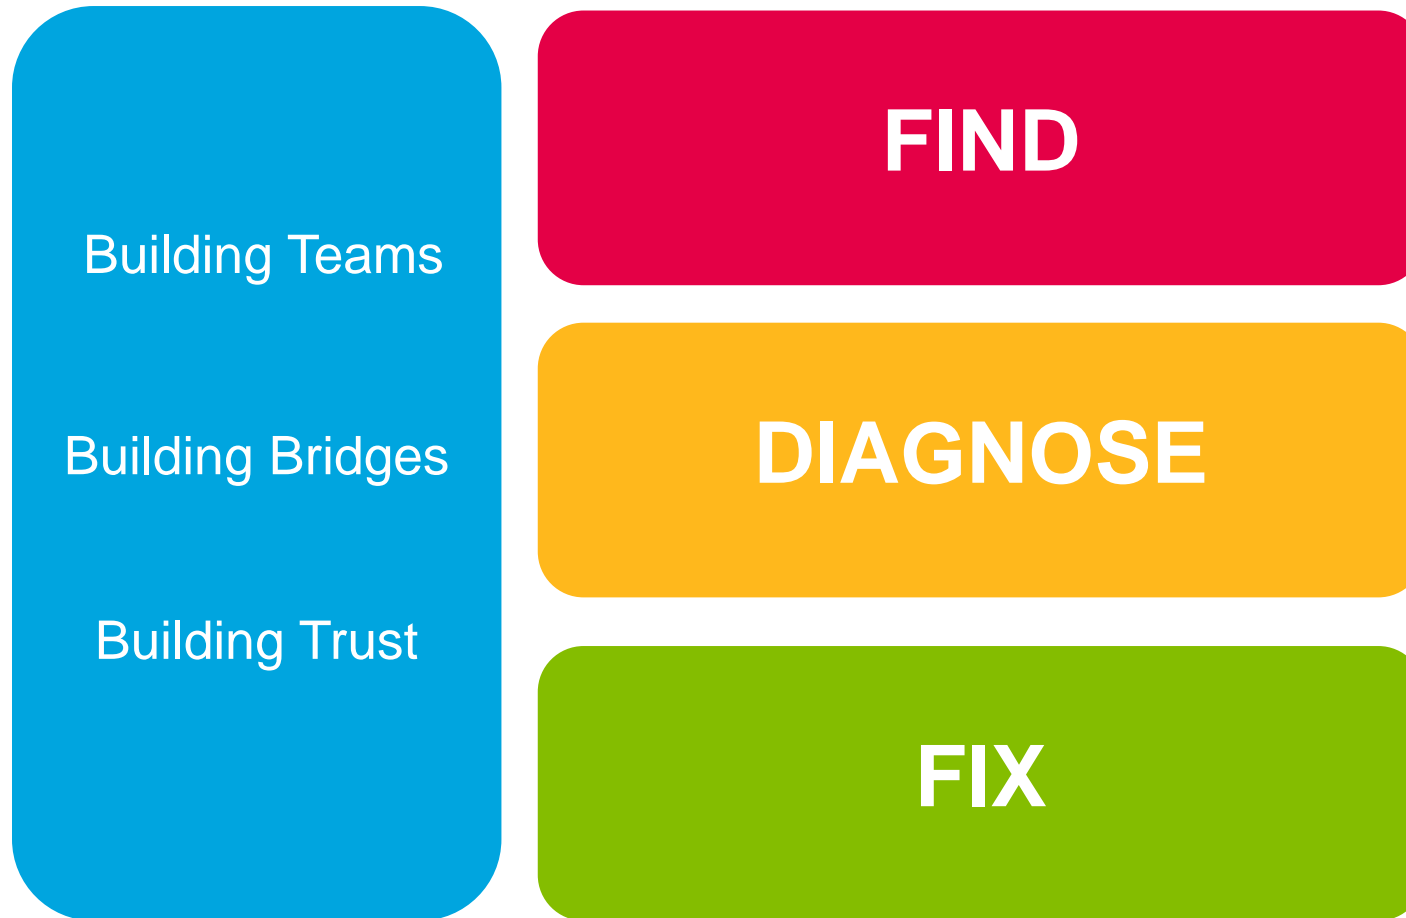 Building Teams
Building Bridges
Building Trust
FIND
DIAGNOSE
FIX